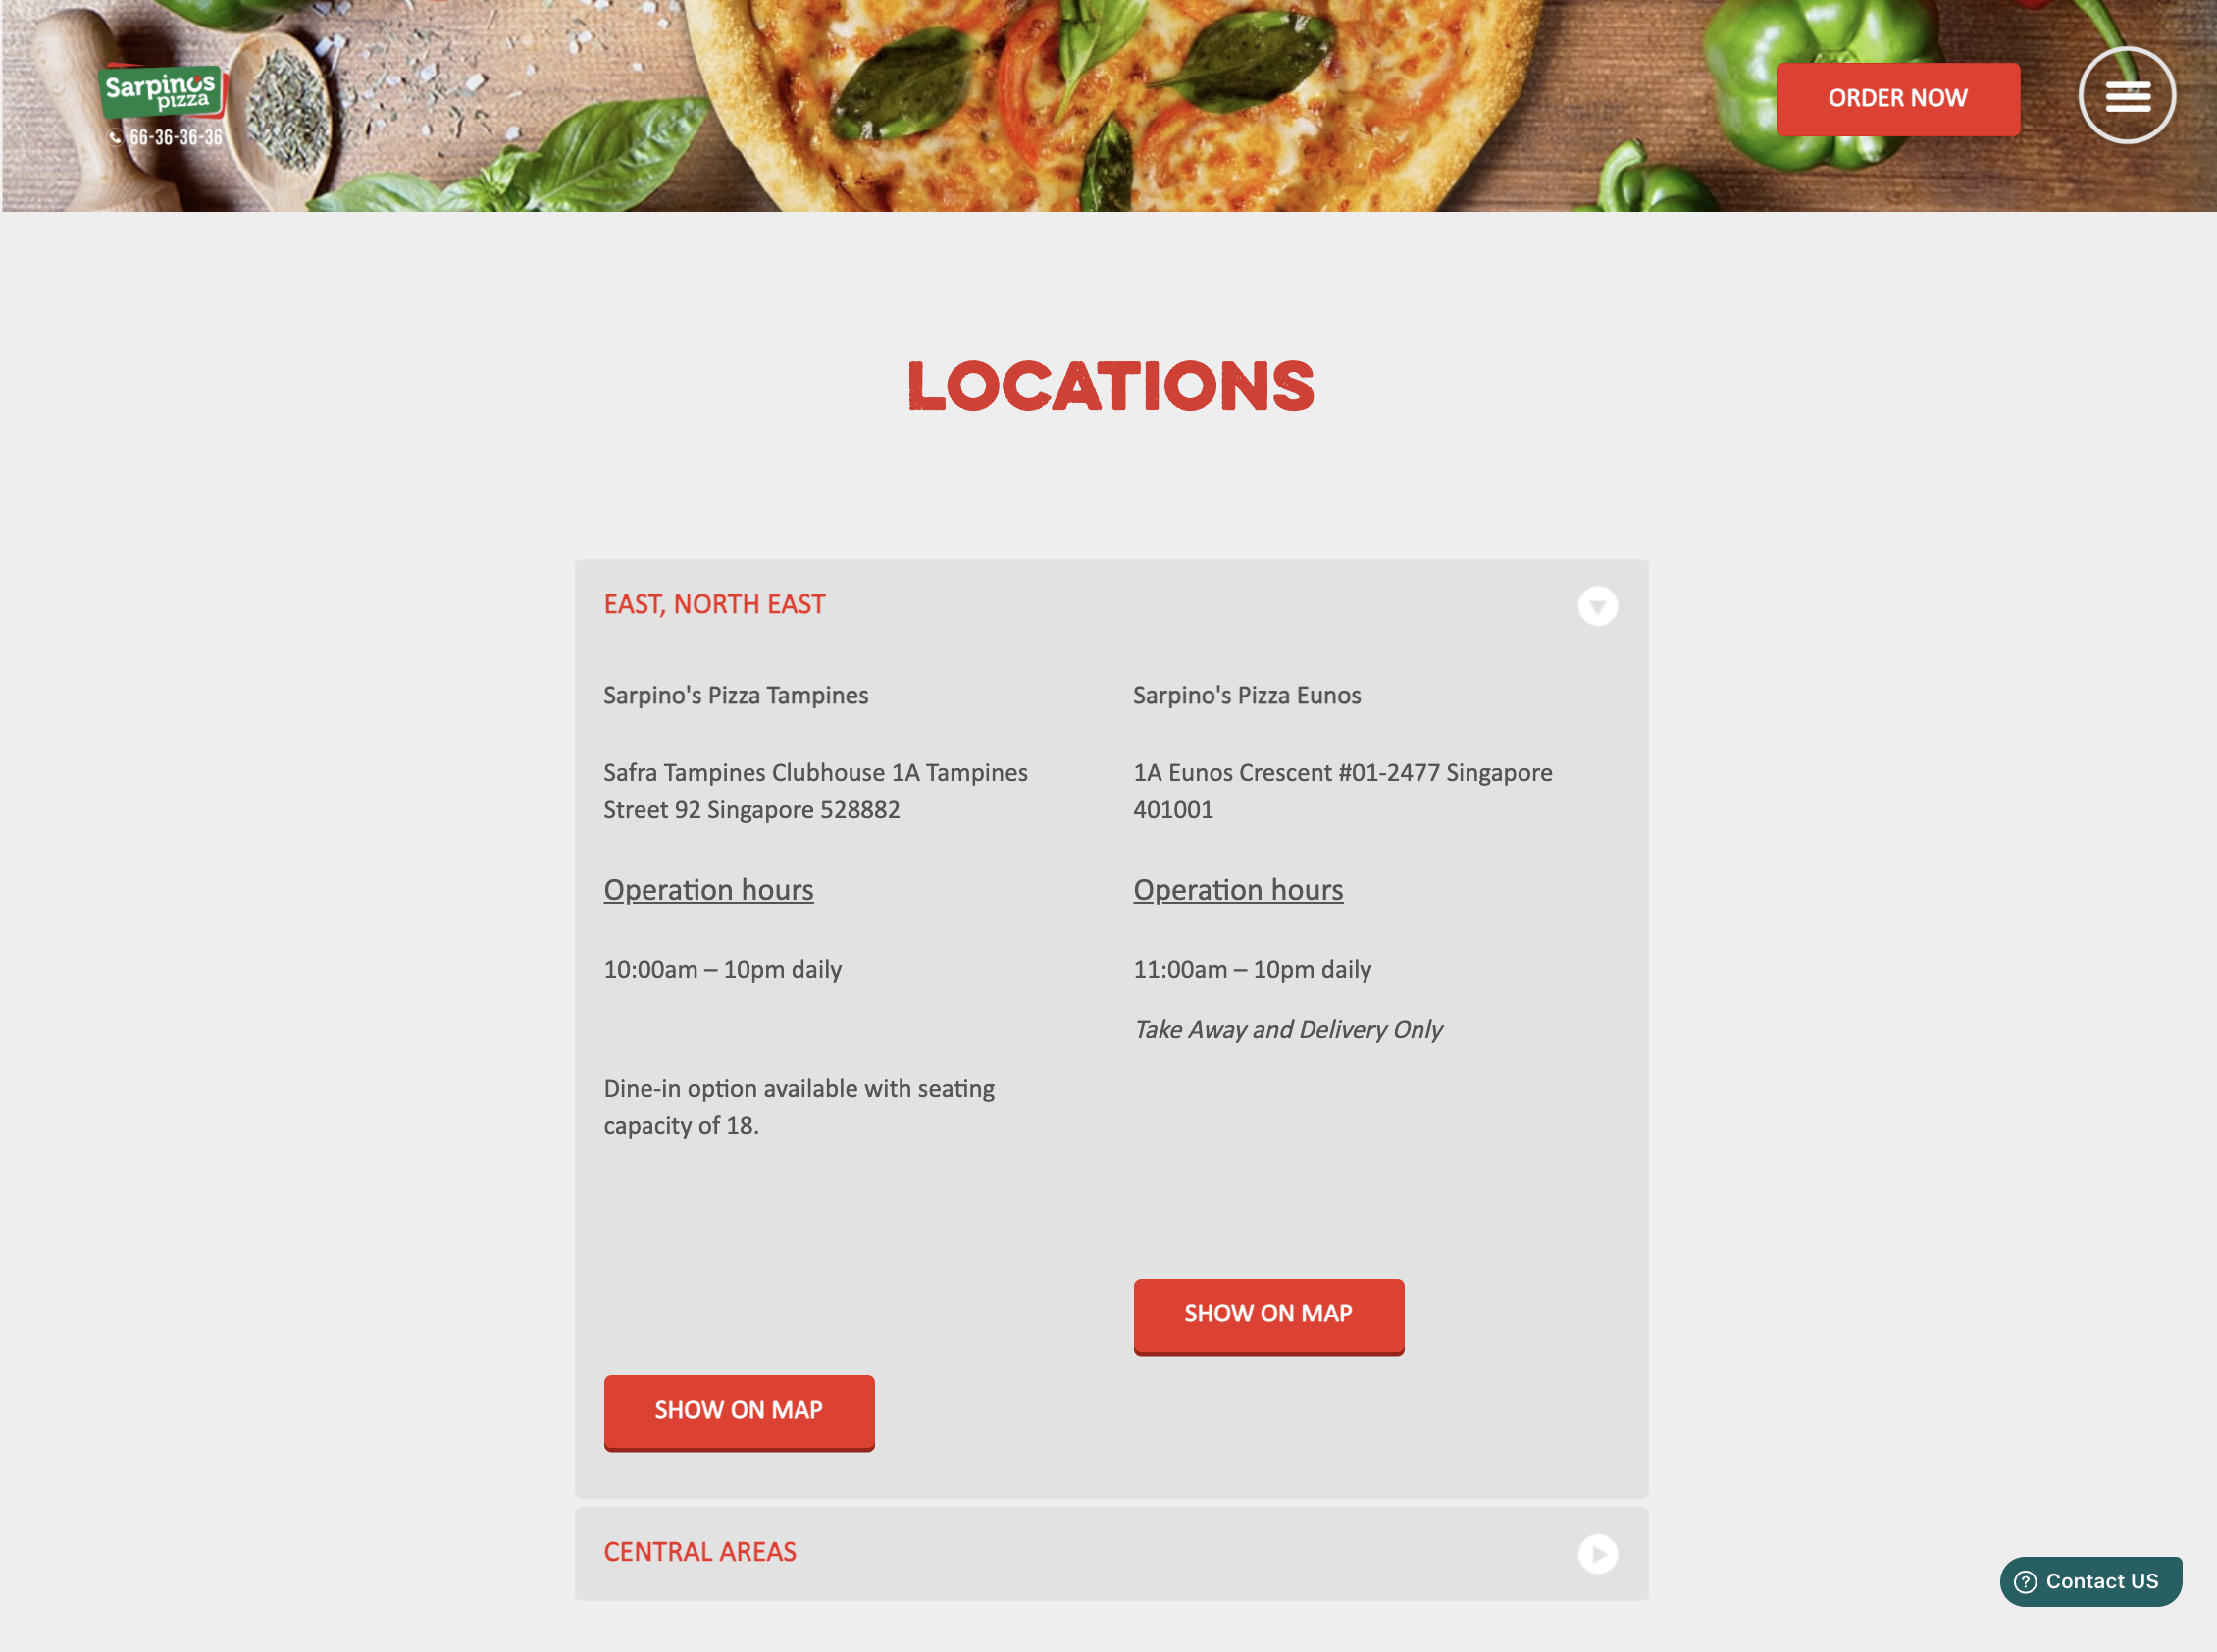 Sarpino's
pizza
66-36-36-36
ORDER NOW
LOCATIONS
EAST, NORTH EAST
Sarpino's Pizza Tampines
Safra Tampines Clubhouse 1A Tampines
Street 92 Singapore 528882
Operation hours
10:00am – 10pm daily
Dine-in option available with seating
capacity of 18.
SHOW ON MAP
Sarpino's Pizza Eunos
1A Eunos Crescent #01-2477 Singapore
401001
Operation hours
11:00am – 10pm daily
Take Away and Delivery Only
SHOW ON MAP
CENTRAL AREAS
Contact US